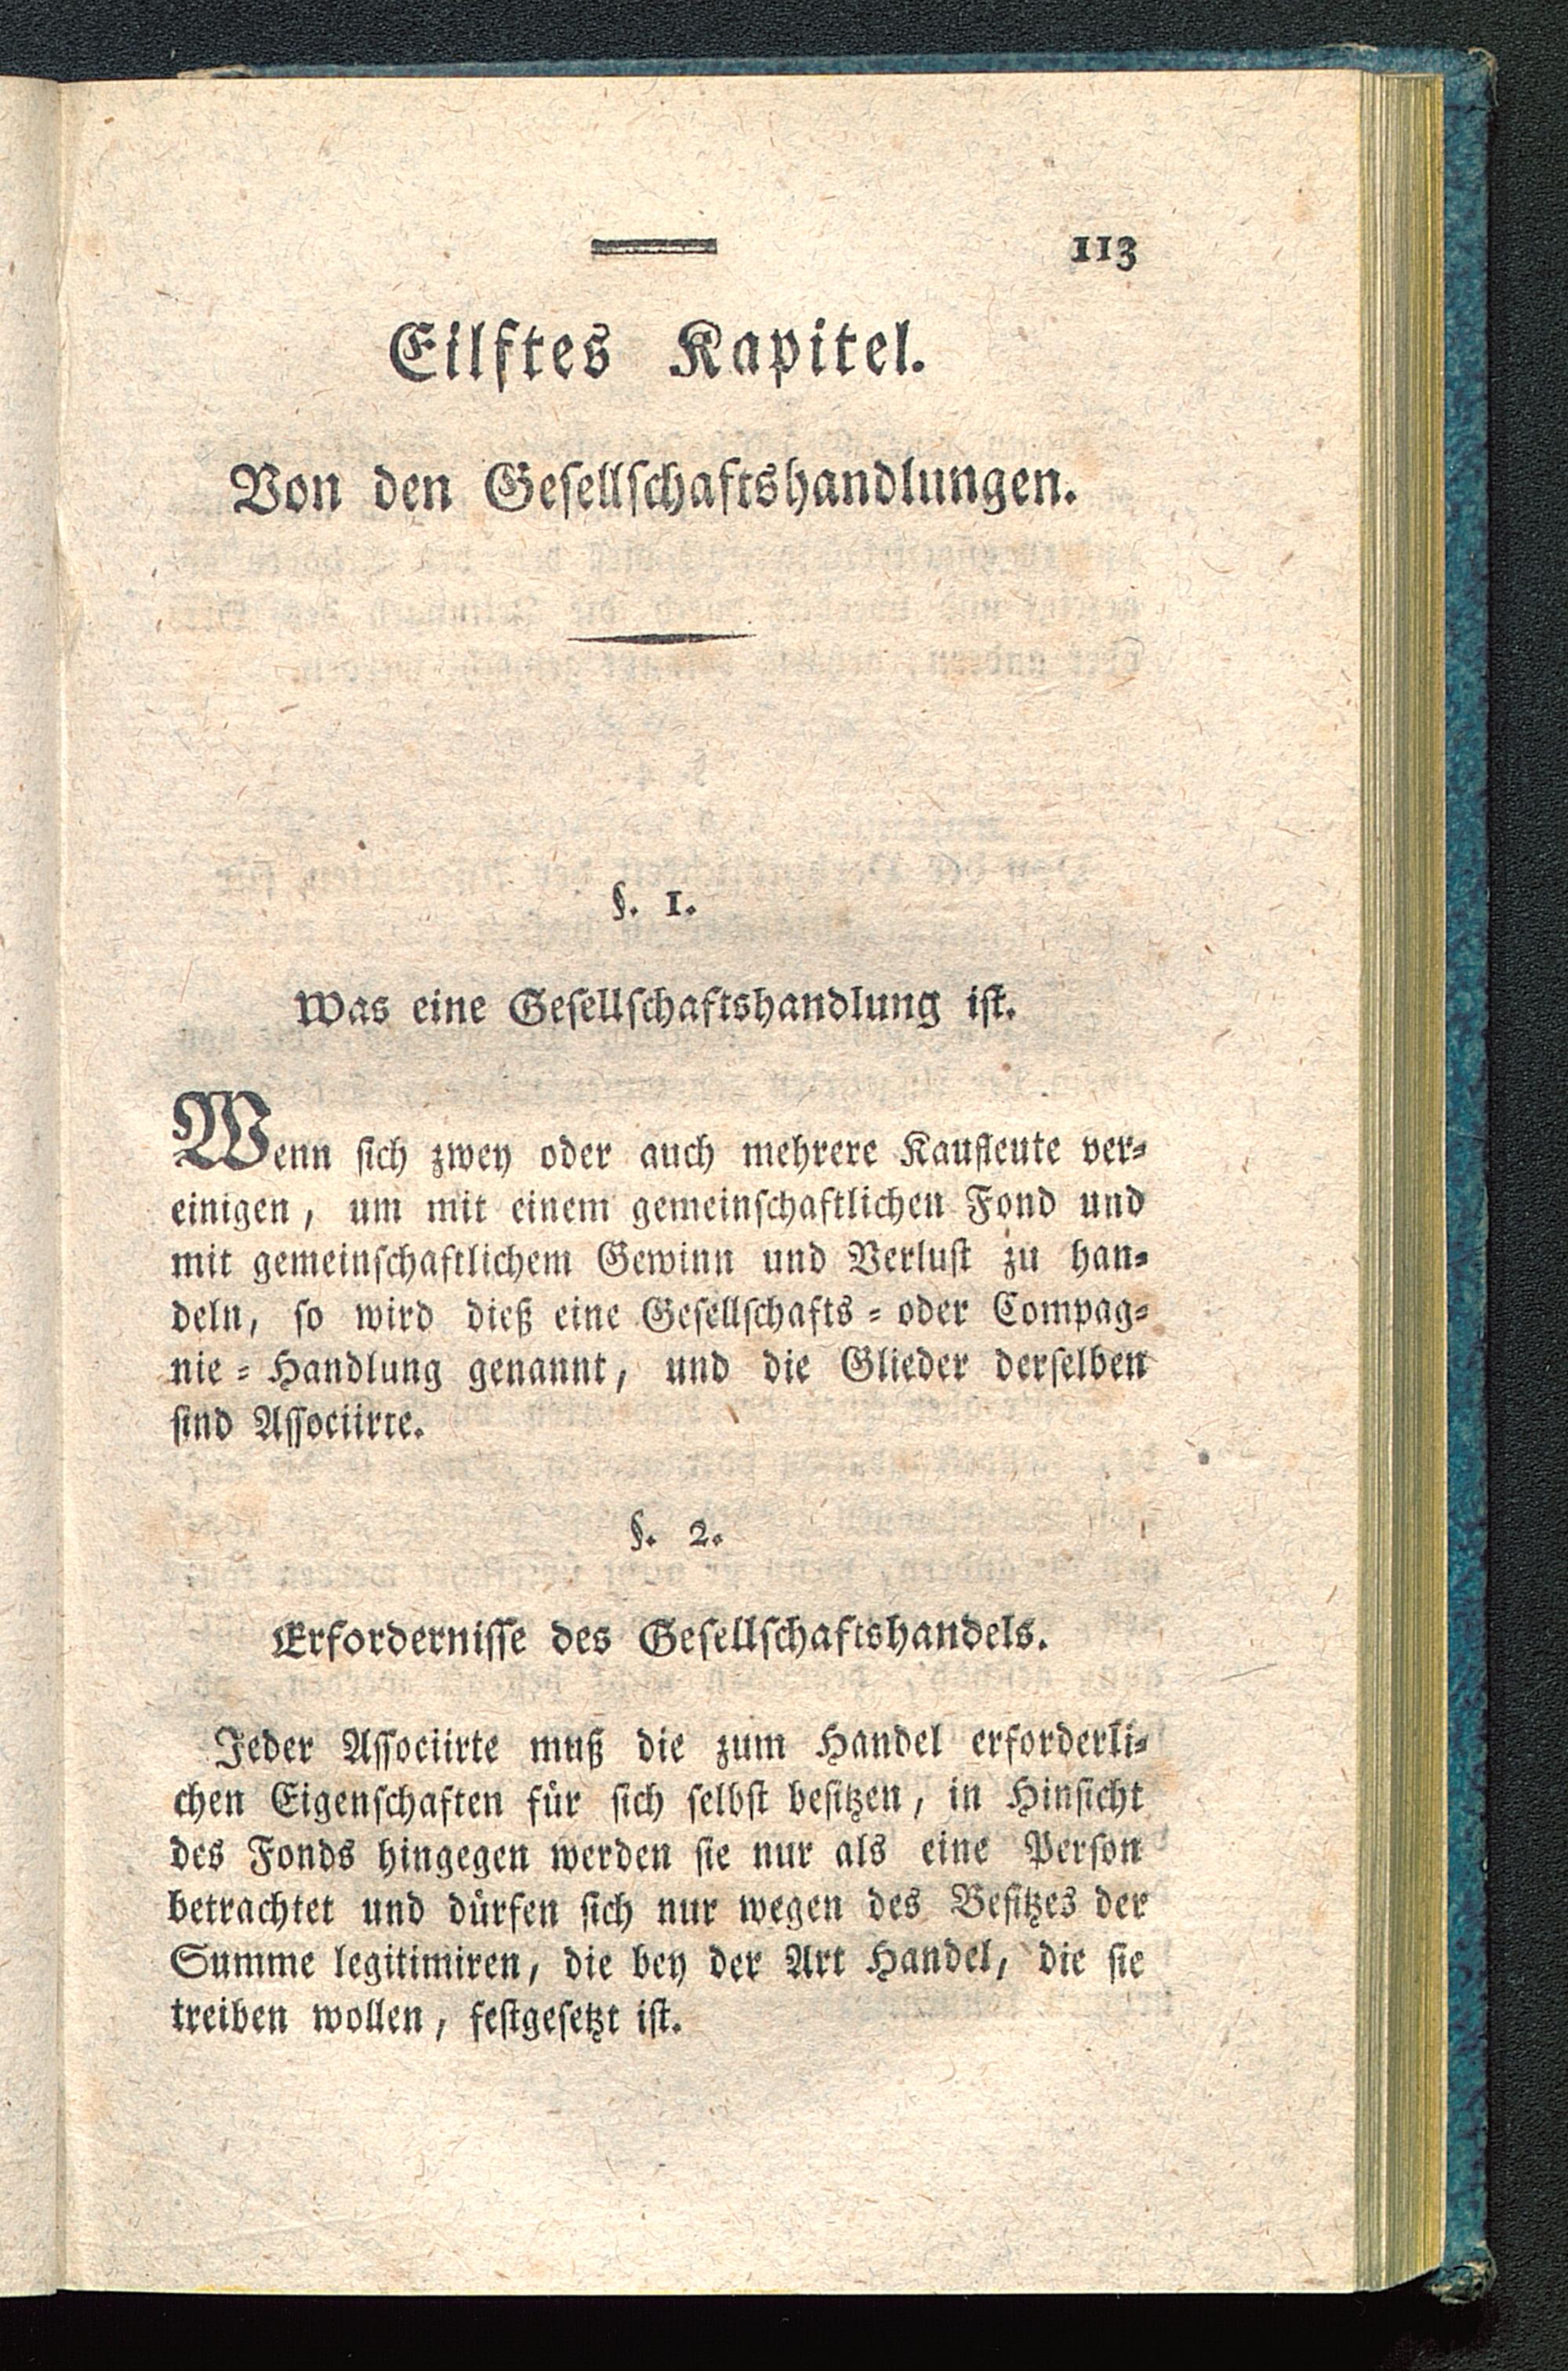 113
Eilftes Kapitel.
Von den Gesellschaftshandlungen.
§. 1.
Was eine Gesellschaftshandlung ist.
Wenn sich zwey oder auch mehrere Kaufleute ver-
einigen, um mit einem gemeinschaftlichen Fond und
mit gemeinschaftlichem Gewinn und Verlust zu han-
deln, so wird dieß eine Gesellschafts- oder Compag-
nie-Handlung genannt, und die Glieder derselben
sind Associirte.
§. 2.
Erfordernisse des Gesellschaftshandels.
Jeder Associirte muß die zum Handel erforderli-
chen Eigenschaften für sich selbst besitzen, in Hinsicht
des Fonds hingegen werden sie nur als eine Person
betrachtet und dürfen sich nur wegen des Besitzes der
Summe legitimiren, die bey der Art Handel, die sie
treiben wollen, festgesetzt ist.